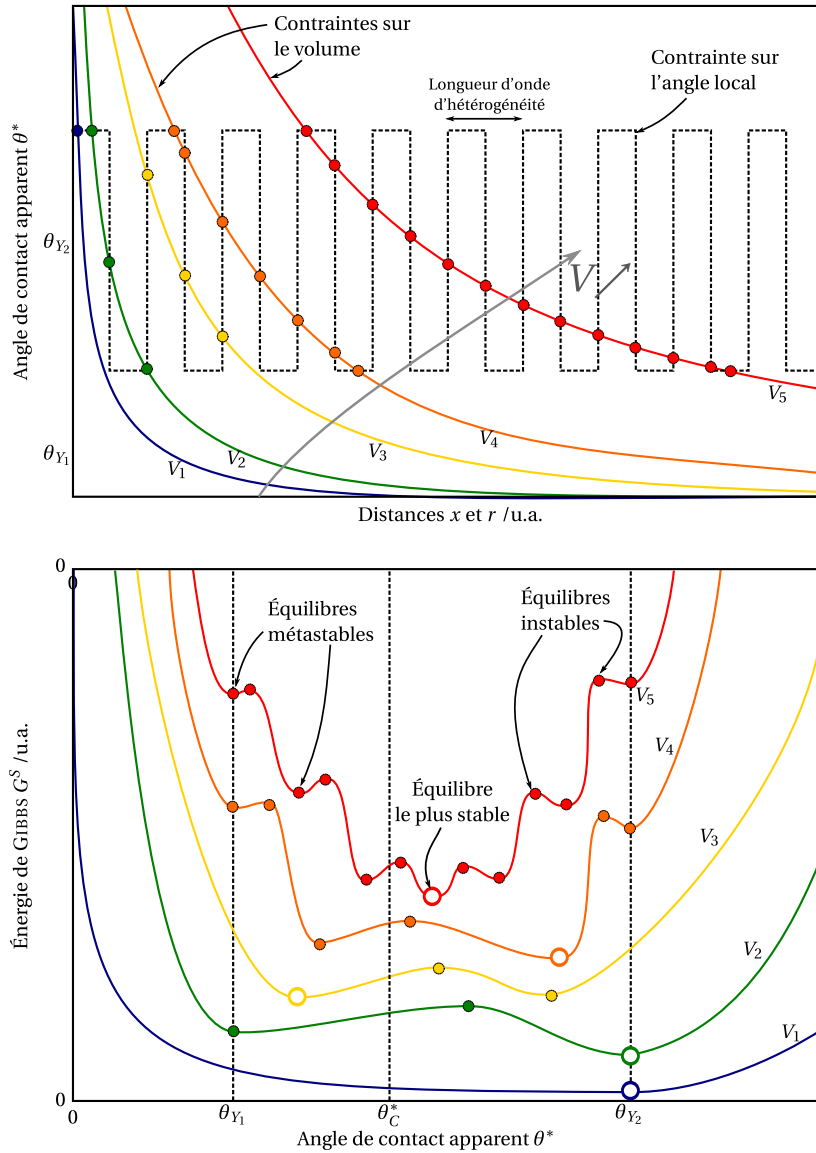 Contraintes sur
le volume
Contrainte sur
l'angle local
Longueur d'onde
d'hétérogénéité
Angle de contact apparent θ*
θY2
θY1
V
V1
V2
V3
V4
V5
Distances x et r /u.a.
0
0
Équilibres
métastables
Équilibres
instables
Équilibre
le plus stable
V5
V4
V3
V2
V1
Énergie de GIBBS G^S /u.a.
0
0
θY1
θ*C
θY2
Angle de contact apparent θ*